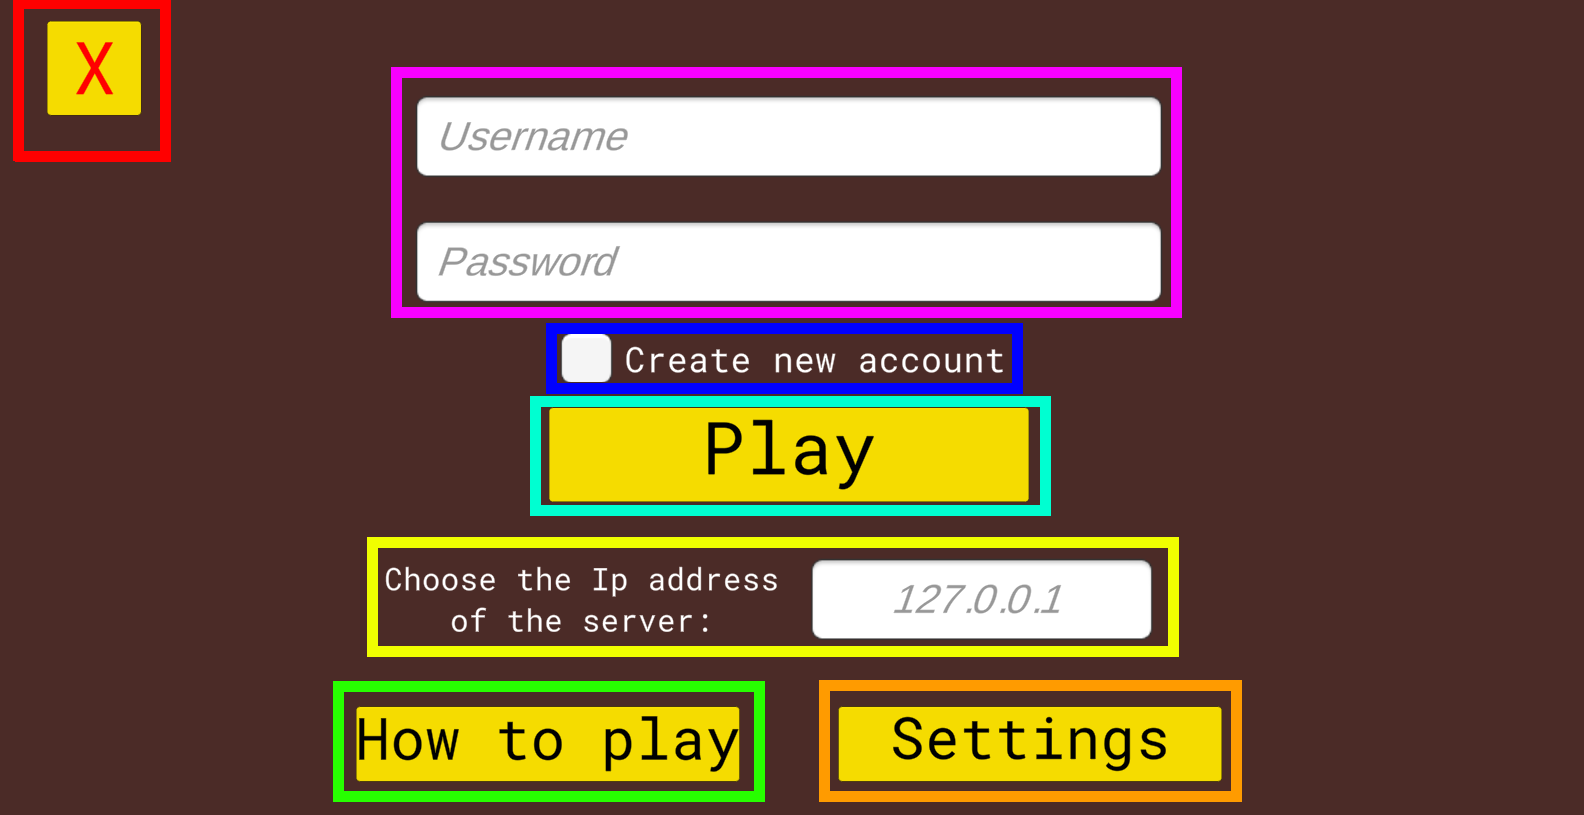 X
Username
Password
Create new account
Play
Choose the Ip address
of the server:
127.0.0.1
How to play
Settings